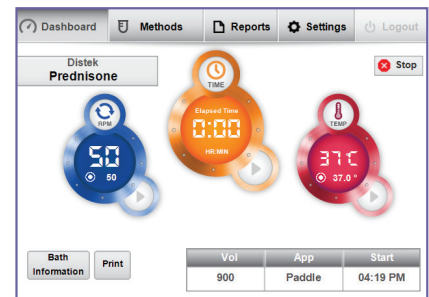 Dashboard Methods Reports Settings Logout
Distek
Prednisone
Stop
TIME
RPM
TEMP
Elapsed Time
0:00
HR:MIN
50
50
37C
37.0°
Bath
Information
Print
Vol App Start
900 Paddle 04:19 PM